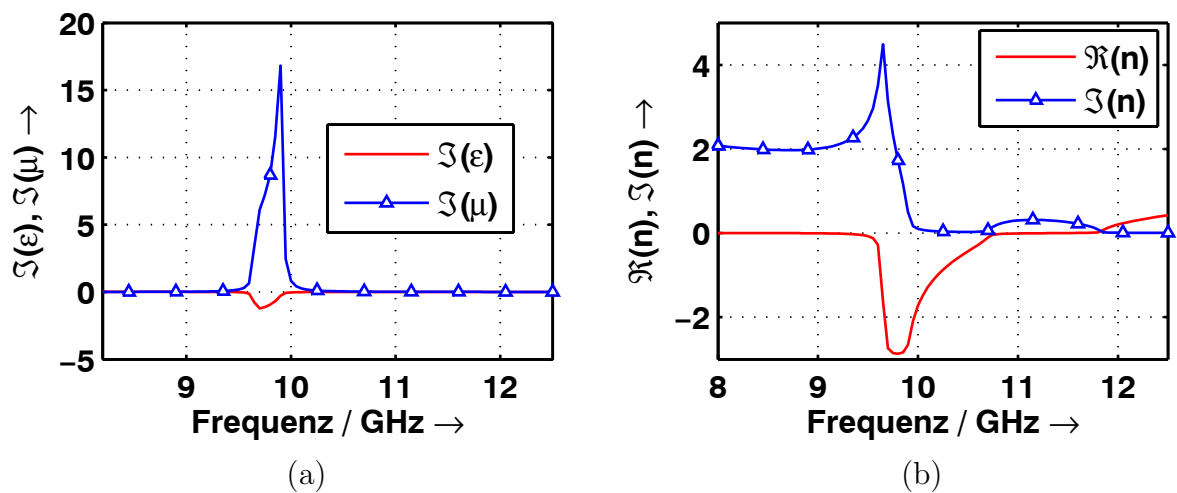 20
15
10
5
0
−5
ℑ(ε), ℑ(μ) →
ℑ(ε)
ℑ(μ)
9 10 11 12
Frequenz / GHz →
(a)
4
2
0
−2
ℜ(n), ℑ(n) →
ℜ(n)
ℑ(n)
8 9 10 11 12
Frequenz / GHz →
(b)